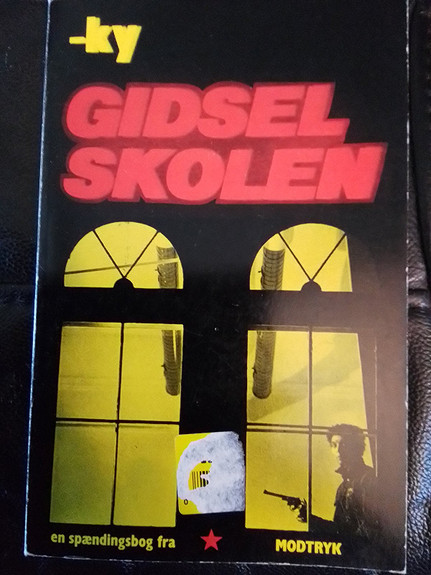 -ky
GIDSEL
SKOLEN
en spændingsbog fra
MODTRYK